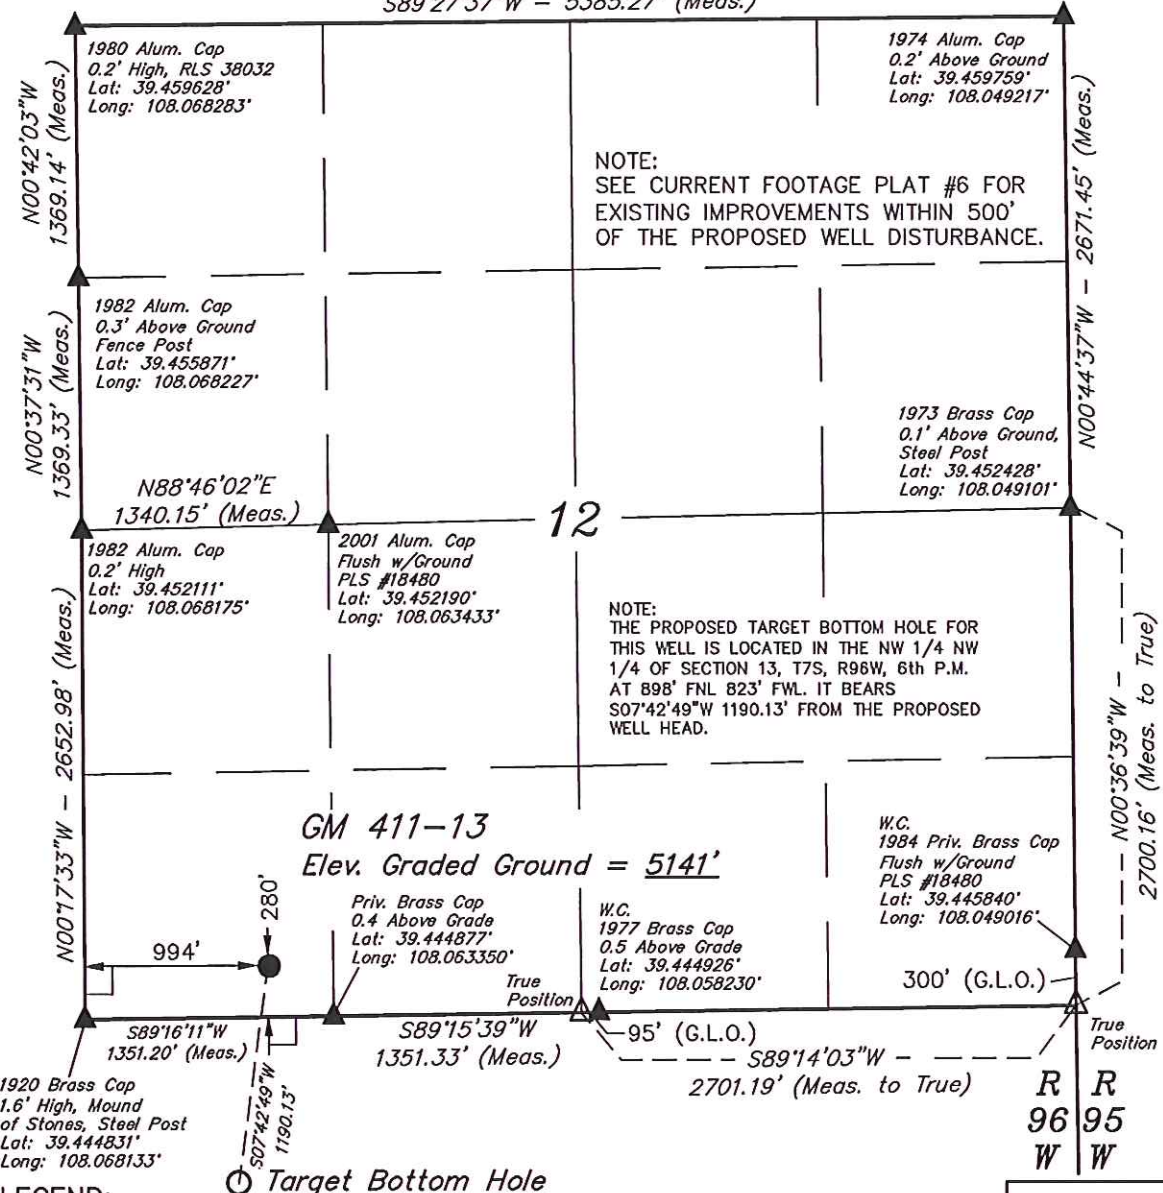 S89°27'37"W - 5385.27' (Meas.)
1980 Alum. Cap
0.2' High, RLS 38032
Lat: 39.459628°
Long: 108.068283°
1974 Alum. Cap
0.2' Above Ground
Lat: 39.459759°
Long: 108.049217°
N00°42'03"W
1369.14' (Meas.)
NOTE:
SEE CURRENT FOOTAGE PLAT #6 FOR
EXISTING IMPROVEMENTS WITHIN 500'
OF THE PROPOSED WELL DISTURBANCE.
N00°44'37"W - 2671.45' (Meas.)
1982 Alum. Cap
0.3' Above Ground
Fence Post
Lat: 39.455871°
Long: 108.068227°
N00°37'31"W
1369.33' (Meas.)
1973 Brass Cap
0.1' Above Ground,
Steel Post
Lat: 39.452428°
Long: 108.049101°
N88°46'02"E
1340.15' (Meas.)
12
1982 Alum. Cap
0.2' High
Lat: 39.452111°
Long: 108.068175°
2001 Alum. Cap
Flush w/Ground
PLS #18480
Lat: 39.452190°
Long: 108.063433°
NOTE:
THE PROPOSED TARGET BOTTOM HOLE FOR
THIS WELL IS LOCATED IN THE NW 1/4 NW
1/4 OF SECTION 13, T7S, R96W, 6th P.M.
AT 898' FNL 823' FWL. IT BEARS
S07°42'49"W 1190.13' FROM THE PROPOSED
WELL HEAD.
N00°17'33"W - 2652.98' (Meas.)
N00°36'39"W -
2700.16' (Meas. to True)
GM 411-13
Elev. Graded Ground = 5141'
W.C.
1984 Priv. Brass Cap
Flush w/Ground
PLS #18480
Lat: 39.445840°
Long: 108.049016°
280'
994'
Priv. Brass Cap
0.4 Above Grade
Lat: 39.444877°
Long: 108.063350°
W.C.
1977 Brass Cap
0.5 Above Grade
Lat: 39.444926°
Long: 108.058230°
True
Position
300' (G.L.O.)
S89°16'11"W
1351.20' (Meas.)
S89°15'39"W
1351.33' (Meas.)
95' (G.L.O.)
S89°14'03"W -
2701.19' (Meas. to True)
True
Position
1920 Brass Cap
1.6' High, Mound
of Stones, Steel Post
Lat: 39.444831°
Long: 108.068133°
S07°42'49"W
1190.13'
R R
96 95
W W
Target Bottom Hole
LEGEND: